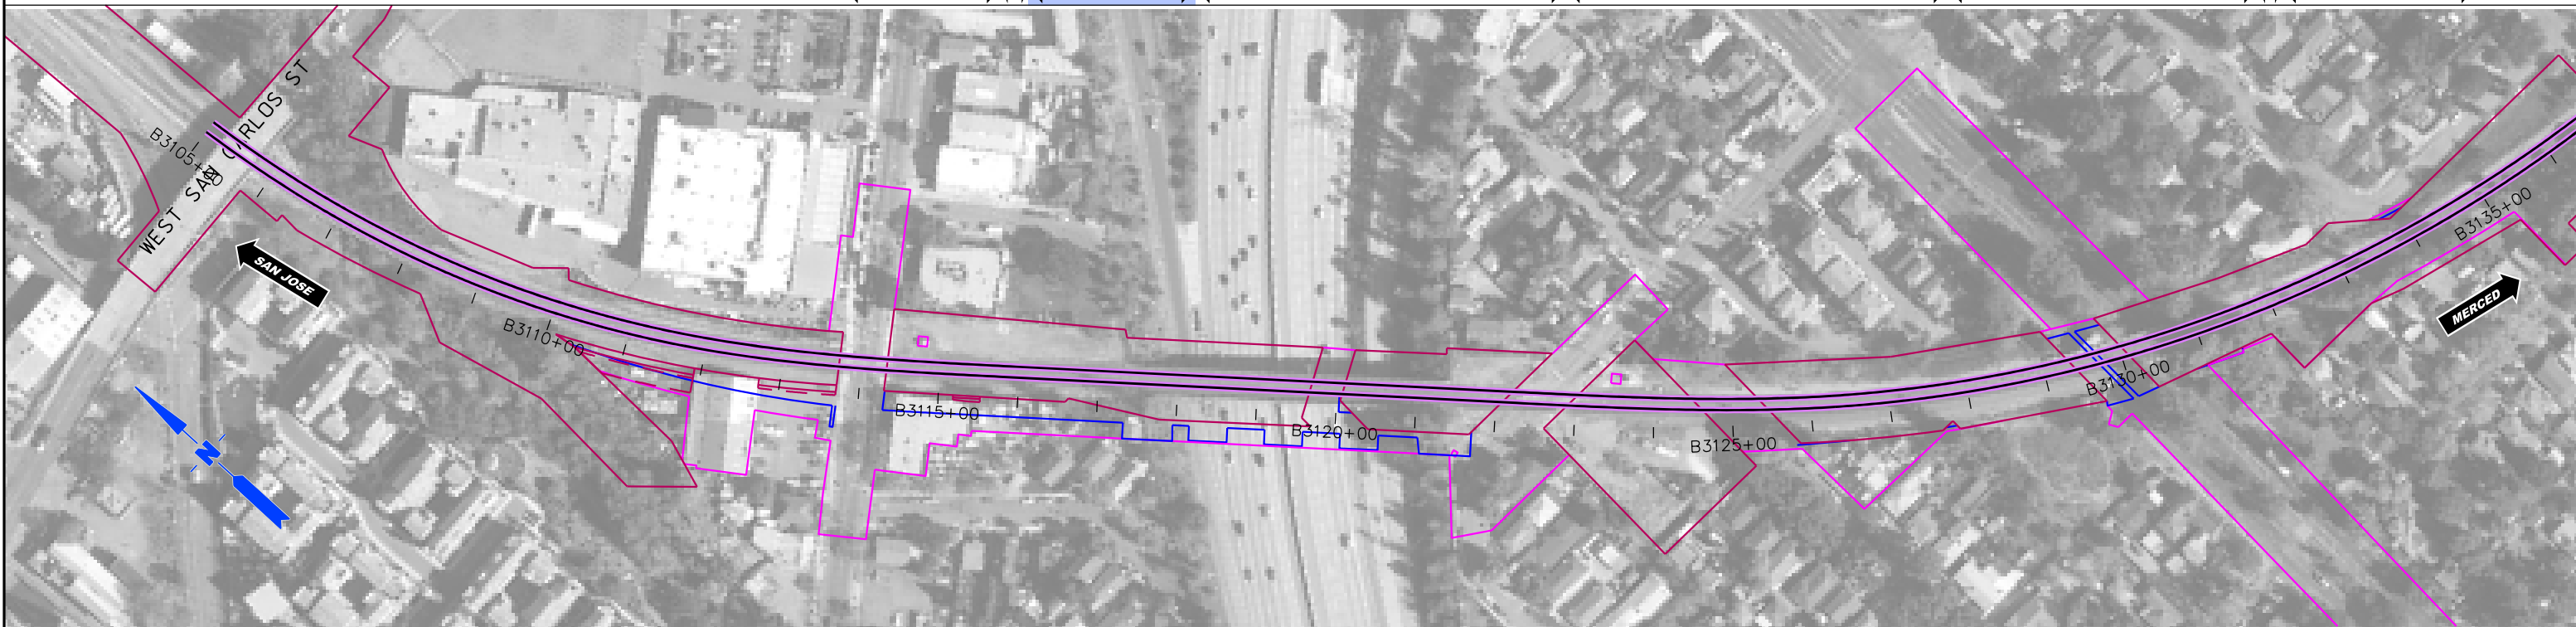 B3105+00
WEST SAN CARLOS ST
SAN JOSE
B3110+00
N
B3115+00
B3120+00
B3125+00
B3130+00
B3135+00
MERCED